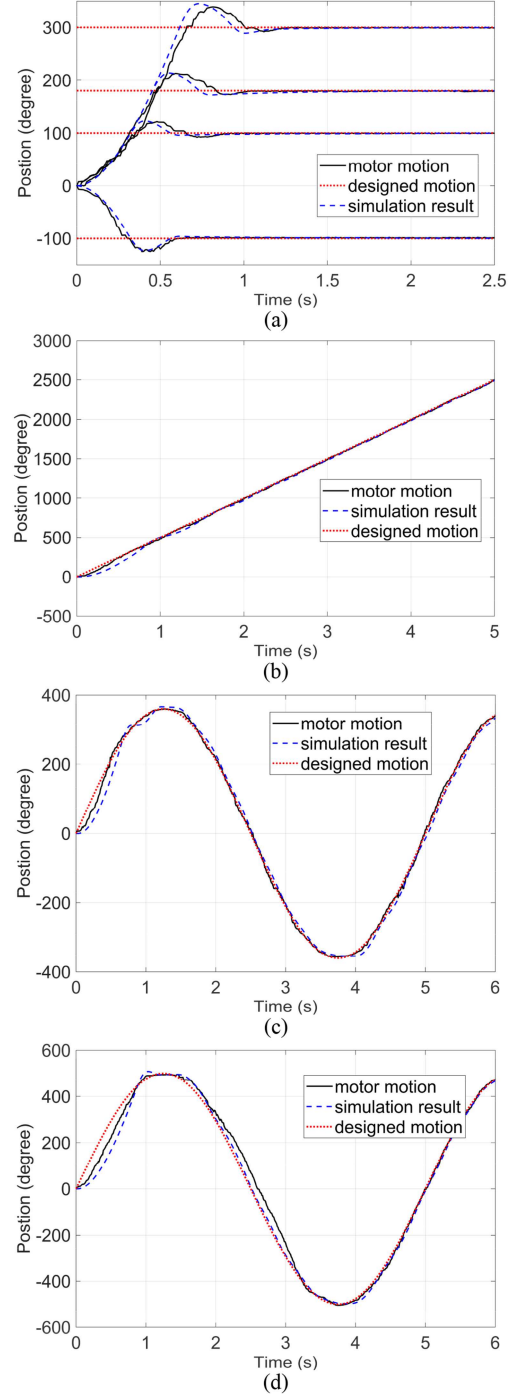 300
200
100
0
-100
Postion (degree)
motor motion
designed motion
simulation result
0 0.5 1 1.5 2 2.5
Time (s)
(a)
3000
2500
2000
1500
1000
500
0
-500
Postion (degree)
motor motion
simulation result
designed motion
0 1 2 3 4 5
Time (s)
(b)
400
200
0
-200
-400
Postion (degree)
motor motion
simulation result
designed motion
0 1 2 3 4 5 6
Time (s)
(c)
600
400
200
0
-200
-400
-600
Postion (degree)
motor motion
simulation result
designed motion
0 1 2 3 4 5 6
Time (s)
(d)